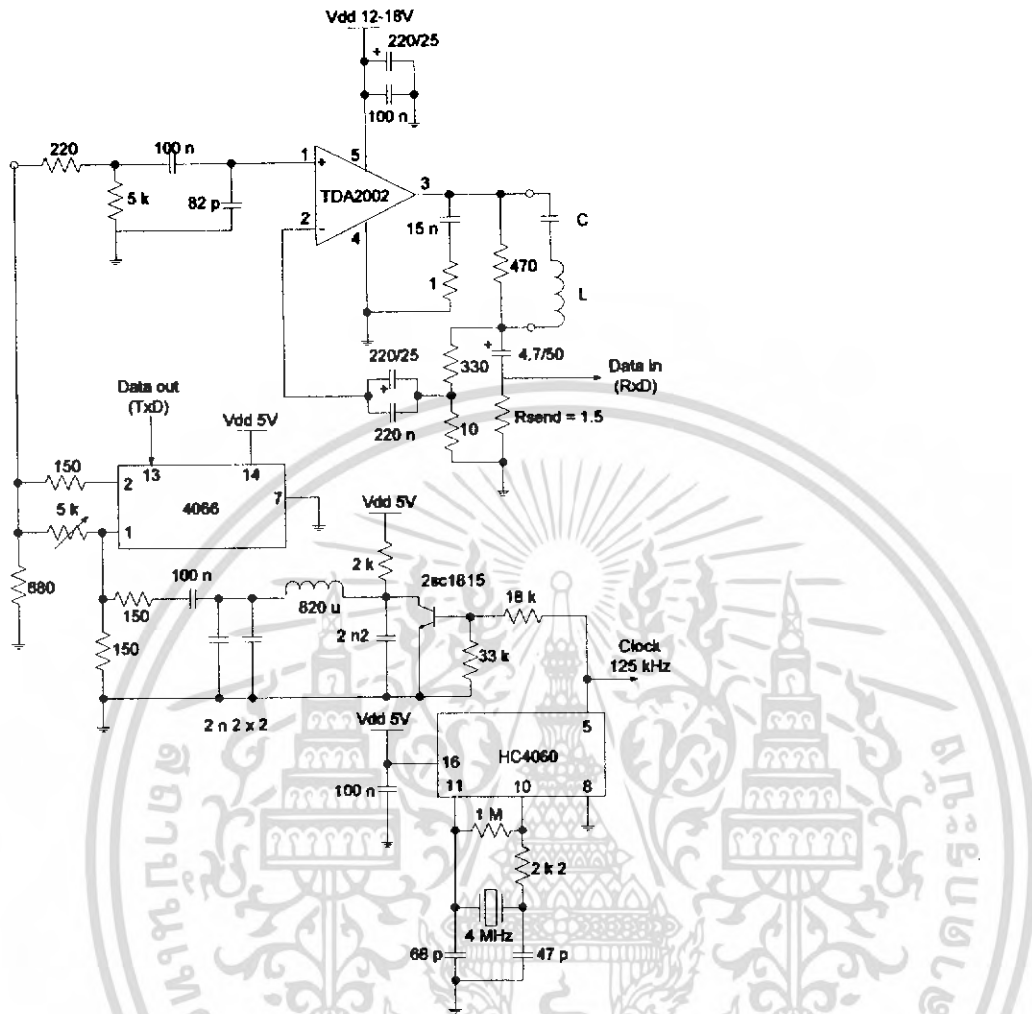 Vdd 12-18V
220/25
+
100 n
220
100 n
1
+
5
TDA2002
3
5 k
82 p
2
-
4
15 n
C
470
1
L
220/25
+
220 n
330
+
4,7/50
Data in
(RxD)
10
Rsend = 1.5
Data out
(TxD)
Vdd 5V
150
13
14
2
7
4066
5 k
1
Vdd 5V
680
100 n
2 k
2sc1815
18 k
150
820 u
2 n2
33 k
Clock
125 kHz
150
2 n 2 x 2
Vdd 5V
5
16
HC4060
11
10
8
100 n
1 M
2 k 2
4 MHz
68 p
47 p